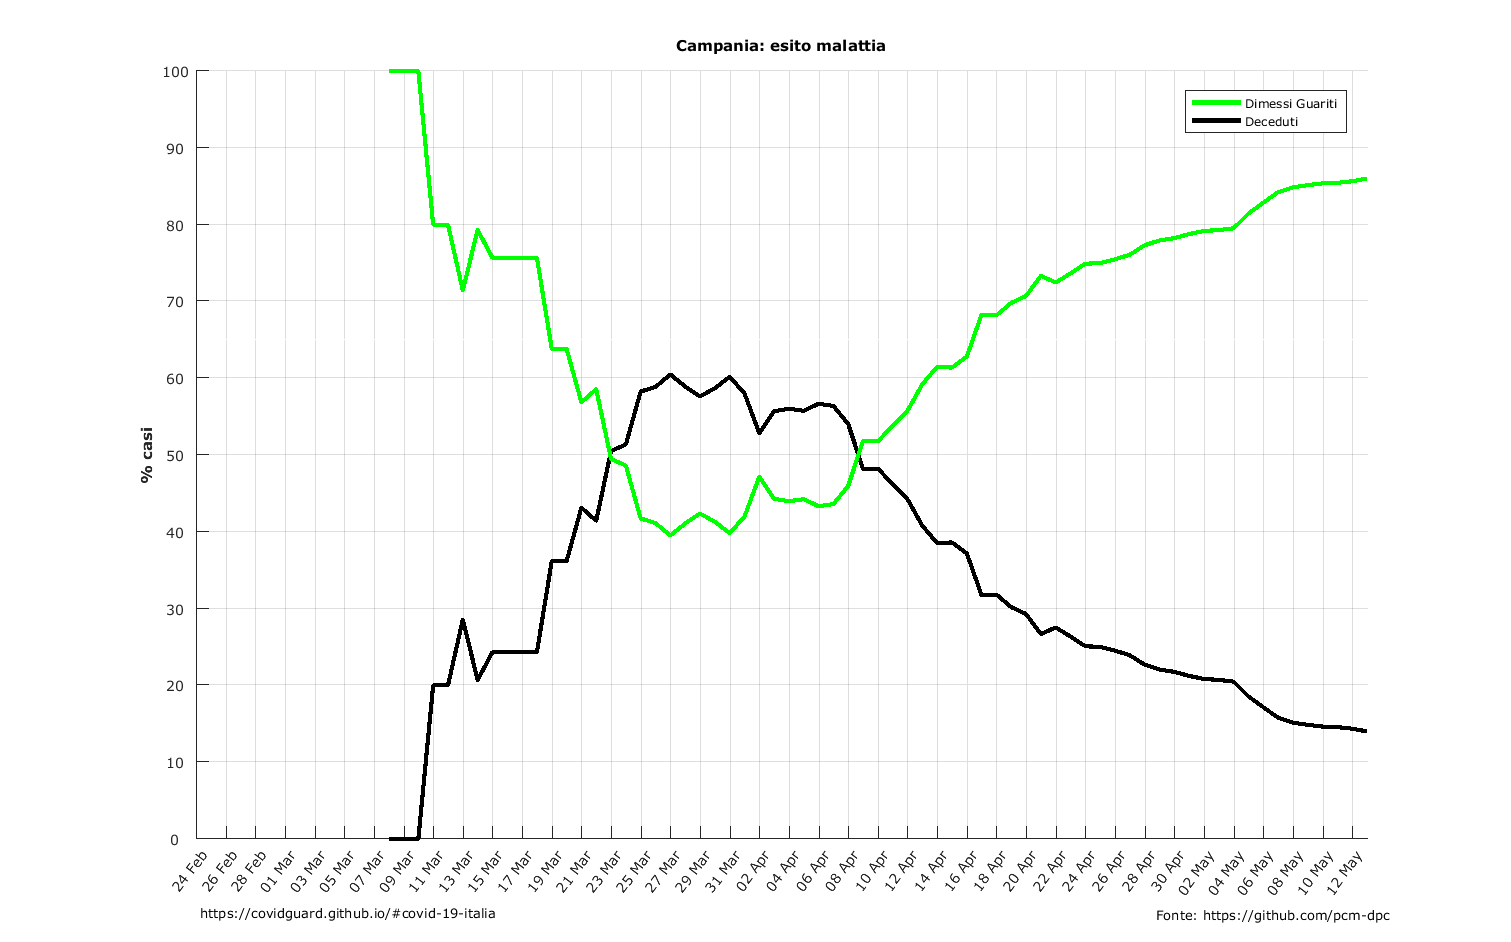 Campania: esito malattia
100
90
80
70
60
50
40
30
20
10
0
% casi
Dimessi Guariti
Deceduti
24 Feb
26 Feb
28 Feb
01 Mar
03 Mar
05 Mar
07 Mar
09 Mar
11 Mar
13 Mar
15 Mar
17 Mar
19 Mar
21 Mar
23 Mar
25 Mar
27 Mar
29 Mar
31 Mar
02 Apr
04 Apr
06 Apr
08 Apr
10 Apr
12 Apr
14 Apr
16 Apr
18 Apr
20 Apr
22 Apr
24 Apr
26 Apr
28 Apr
30 Apr
02 May
04 May
06 May
08 May
10 May
12 May
https://covidguard.github.io/#covid-19-italia
Fonte: https://github.com/pcm-dpc